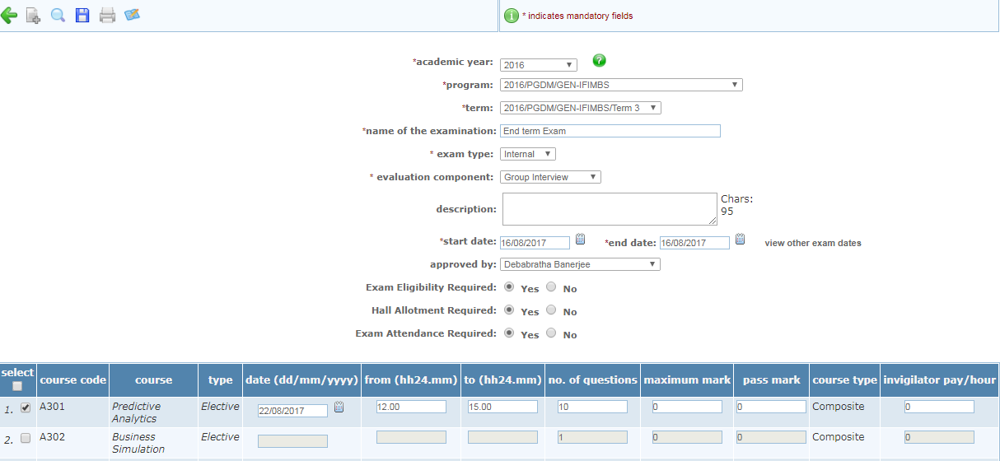 * indicates mandatory fields
*academic year: 2016
*program: 2016/PGDM/GEN-IFIMBS
*term: 2016/PGDM/GEN-IFIMBS/Term 3
*name of the examination: End term Exam
* exam type: Internal
* evaluation component: Group Interview
description: Chars:
95
*start date: 16/08/2017 *end date: 16/08/2017 view other exam dates
approved by: Debabratha Banerjee
Exam Eligibility Required: Yes No
Hall Allotment Required: Yes No
Exam Attendance Required: Yes No
select course code course type date (dd/mm/yyyy) from (hh24.mm) to (hh24.mm) no. of questions maximum mark pass mark course type invigilator pay/hour
1. A301 Predictive Elective 22/08/2017 12.00 15.00 10 0 0 Composite 0
Analytics
2. A302 Business Elective 1 0 0 Composite 0
Simulation